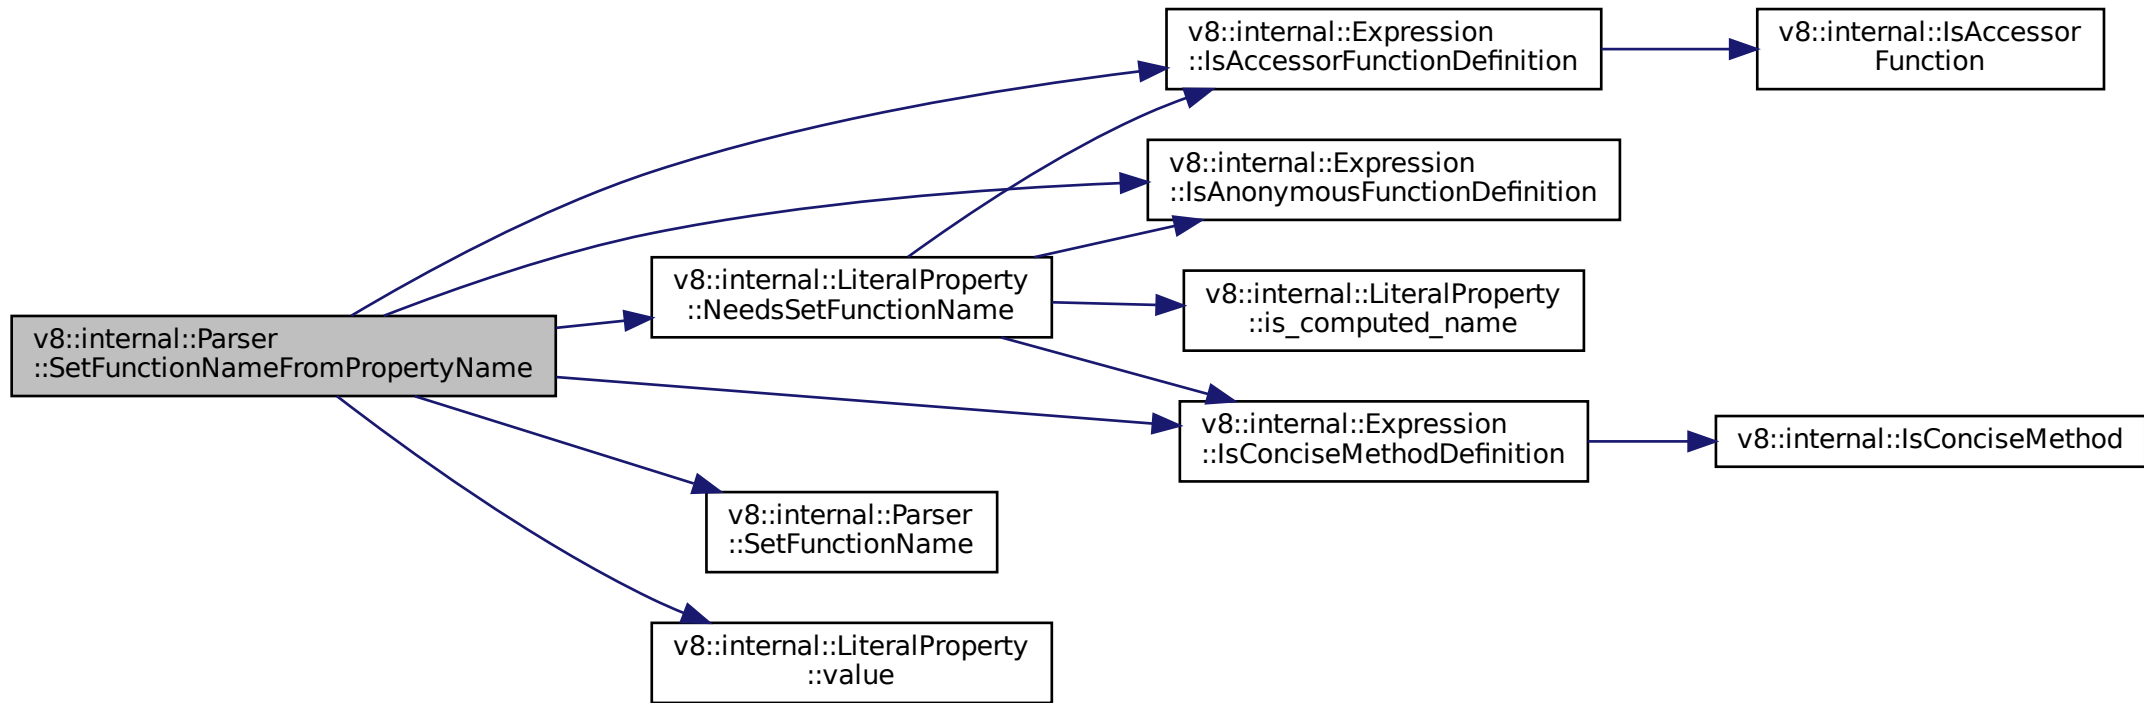 v8::internal::Parser
::SetFunctionNameFromPropertyName
v8::internal::Expression
::IsAccessorFunctionDefinition
v8::internal::IsAccessor
Function
v8::internal::Expression
::IsAnonymousFunctionDefinition
v8::internal::LiteralProperty
::NeedsSetFunctionName
v8::internal::LiteralProperty
::is_computed_name
v8::internal::Expression
::IsConciseMethodDefinition
v8::internal::IsConciseMethod
v8::internal::Parser
::SetFunctionName
v8::internal::LiteralProperty
::value